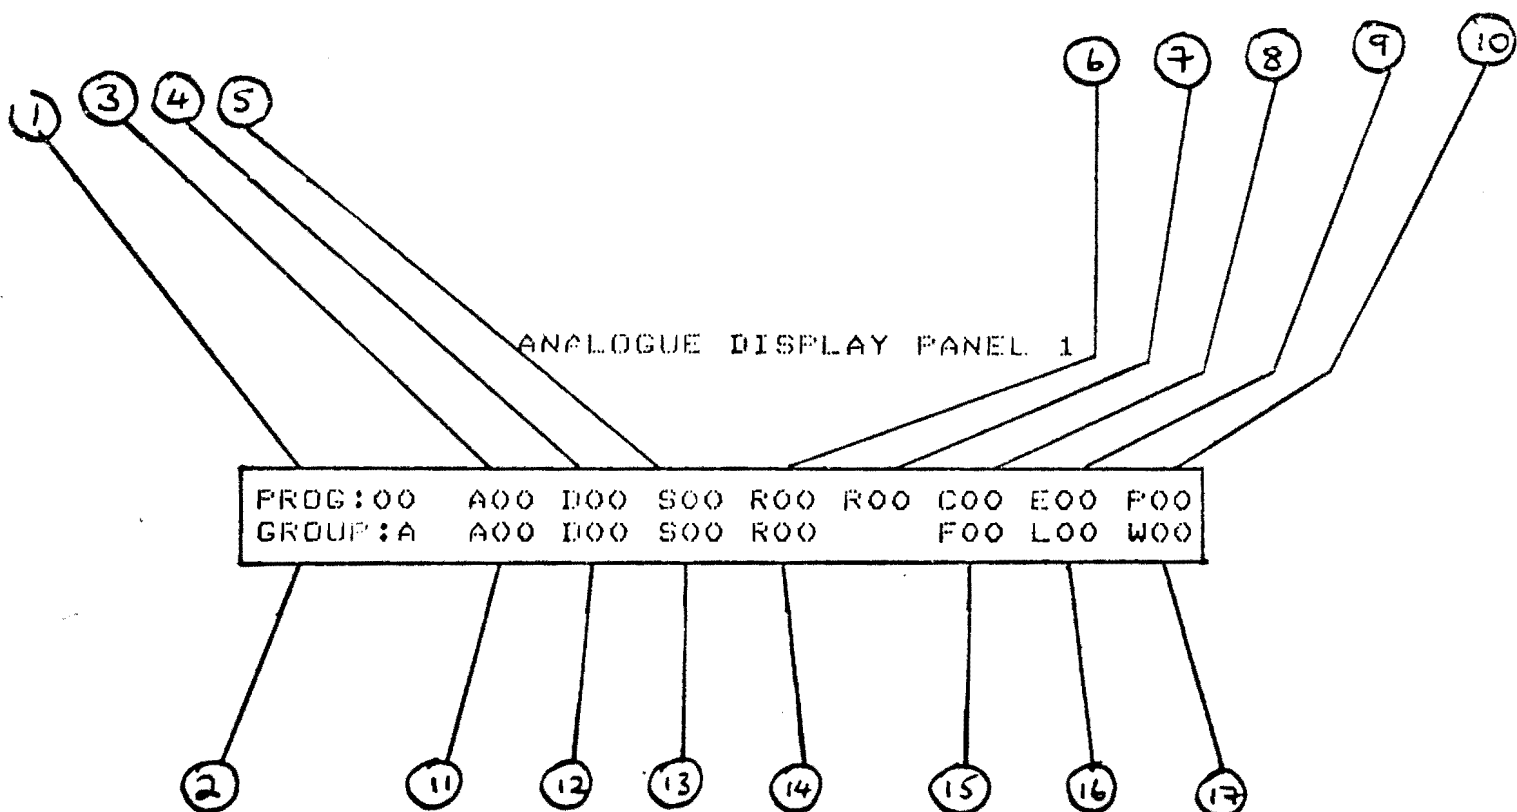 1 3 4 5 6 7 8 9 10
ANALOGUE DISPLAY PANEL 1
PROG:00 A00 D00 S00 R00 R00 C00 E00 P00
GROUP:A A00 D00 S00 R00 F00 L00 W00
2 11 12 13 14 15 16 17